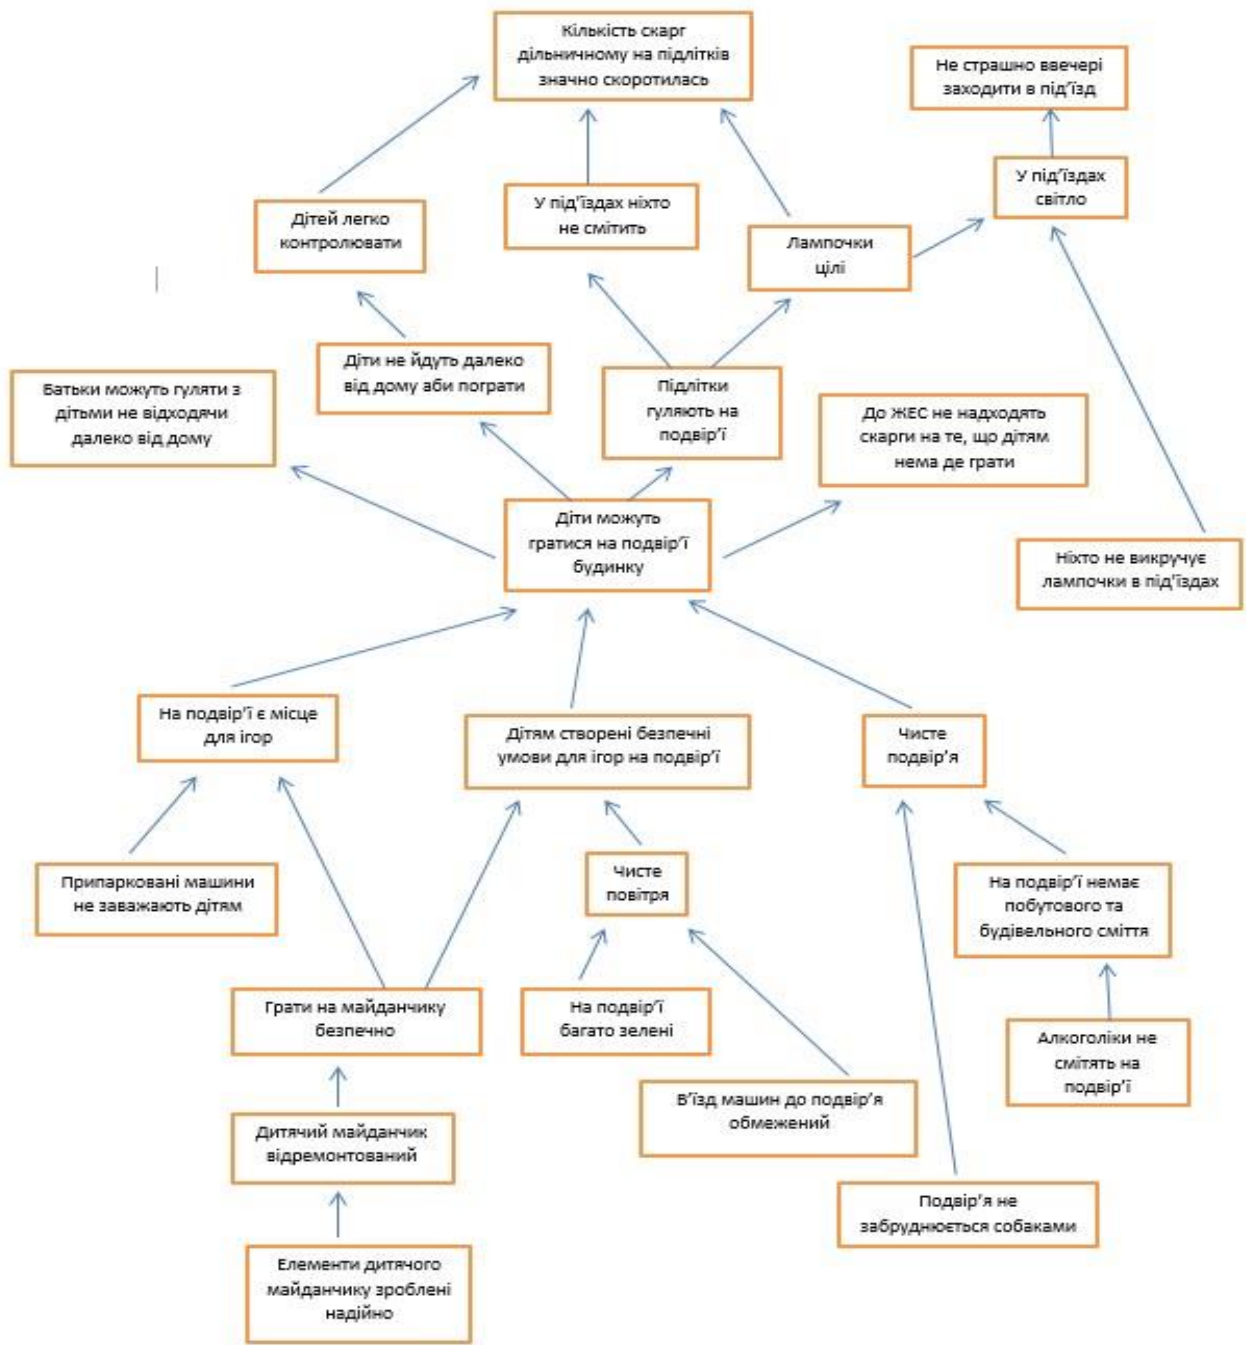 Кількість скарг
дільничному на підлітків
значно скоротилась
Не страшно ввечері
заходити в під’їзд
У під’їздах
світло
Дітей легко
контролювати
У під’їздах ніхто
не смітить
Лампочки
цілі
Батьки можуть гуляти з
дітьми не відходячи
далеко від дому
Діти не йдуть далеко
від дому аби пограти
Підлітки
гуляють на
подвір’ї
До ЖЕС не надходять
скарги на те, що дітям
нема де грати
Діти можуть
гратися на подвір’ї
будинку
Ніхто не викручує
лампочки в під’їздах
На подвір’ї є місце
для ігор
Дітям створені безпечні
умови для ігор на подвір’ї
Чисте
подвір’я
Припарковані машини
не заважають дітям
Чисте
повітря
На подвір’ї немає
побутового та
будівельного сміття
Грати на майданчику
безпечно
На подвір’ї
багато зелені
Алкоголіки не
смітять на
подвір’ї
В’їзд машин до подвір’я
обмежений
Дитячий майданчик
відремонтований
Подвір’я не
забруднюється собаками
Елементи дитячого
майданчику зроблені
надійно